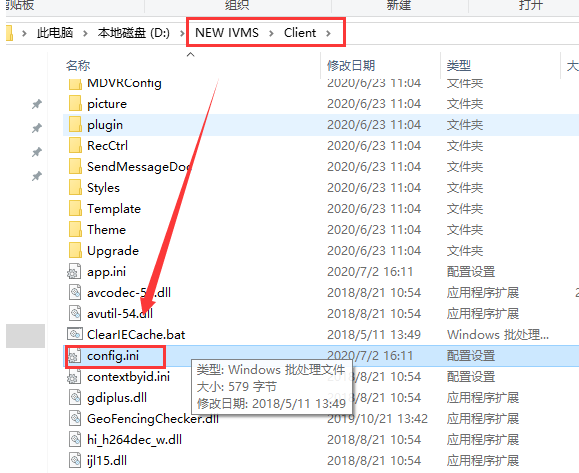 剪贴板 组织 新建 打开
此电脑 本地磁盘 (D:) NEW IVMS Client
名称 修改日期 类型 大
MDVRConfig 2020/6/23 11:04 文件夹
picture 2020/6/23 11:04 文件夹
plugin 2020/6/23 11:04 文件夹
RecCtrl 2020/6/23 11:04 文件夹
SendMessageDoc 2020/6/23 11:04 文件夹
Styles 2020/6/23 11:04 文件夹
Template 2020/6/23 11:04 文件夹
Theme 2020/6/23 11:04 文件夹
Upgrade 2020/6/23 11:04 文件夹
app.ini 2020/7/2 16:11 配置设置
avcodec-54.dll 2018/8/21 10:54 应用程序扩展 2
avutil-54.dll 2018/8/21 10:54 应用程序扩展
ClearIECache.bat 2018/5/11 13:49 Windows 批处理...
config.ini 2020/7/2 16:11 配置设置
contextbyid.ini 2018/8/21 10:54 配置设置
gdiplus.dll 2018/8/21 10:54 应用程序扩展
GeoFencingChecker.dll 2019/10/21 13:42 应用程序扩展
hi_h264dec_w.dll 2018/8/21 10:54 应用程序扩展
ijl15.dll 2018/8/21 10:54 应用程序扩展
类型: Windows 批处理文件
大小: 579 字节
修改日期: 2018/5/11 13:49